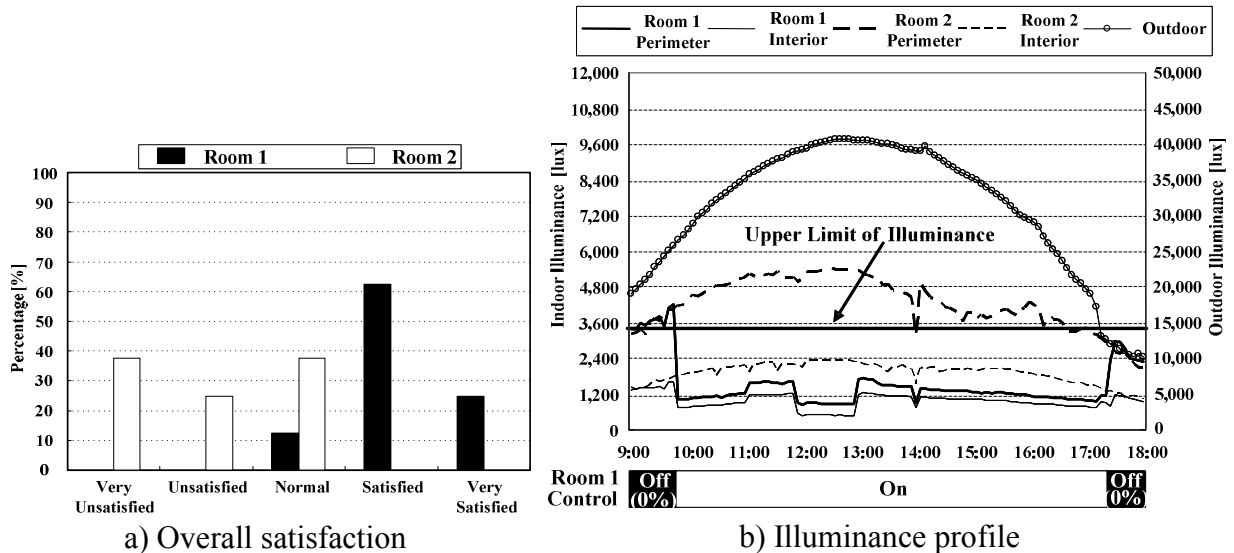 Room 1 Room 2
Percentage [%]
100
90
80
70
60
50
40
30
20
10
0
Very Unsatisfied
Unsatisfied
Normal
Satisfied
Very Satisfied
a) Overall satisfaction
Room 1 Perimeter
Room 1 Interior
Room 2 Perimeter
Room 2 Interior
Outdoor
Indoor Illuminance [lux]
12,000
10,800
9,600
8,400
7,200
6,000
4,800
3,600
2,400
1,200
0
Upper Limit of Illuminance
50,000
45,000
40,000
35,000
30,000
25,000
20,000
15,000
10,000
5,000
0
Outdoor Illuminance [lux]
9:00 10:00 11:00 12:00 13:00 14:00 15:00 16:00 17:00 18:00
Room 1 Control
Off (0%)
On
Off 0%
b) Illuminance profile